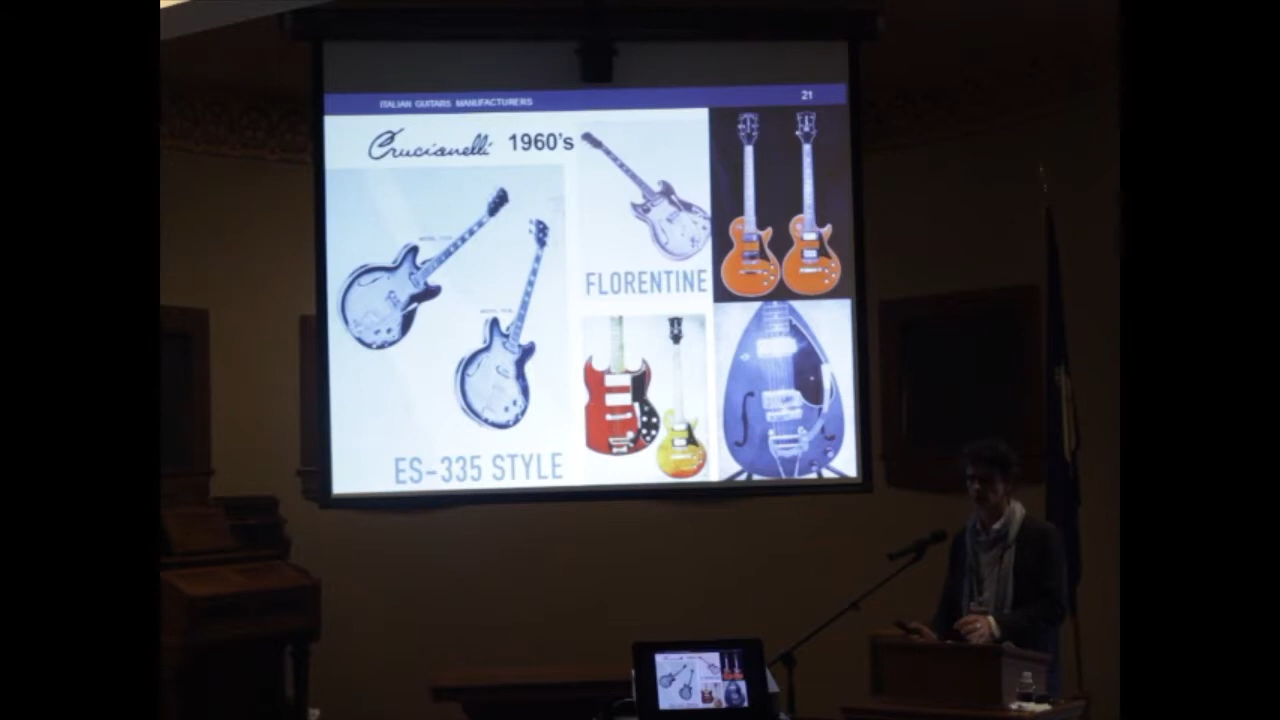 ITALIAN GUITARS MANUFACTURERS
21
Crucianelli 1960's
FLORENTINE
ES-335 STYLE